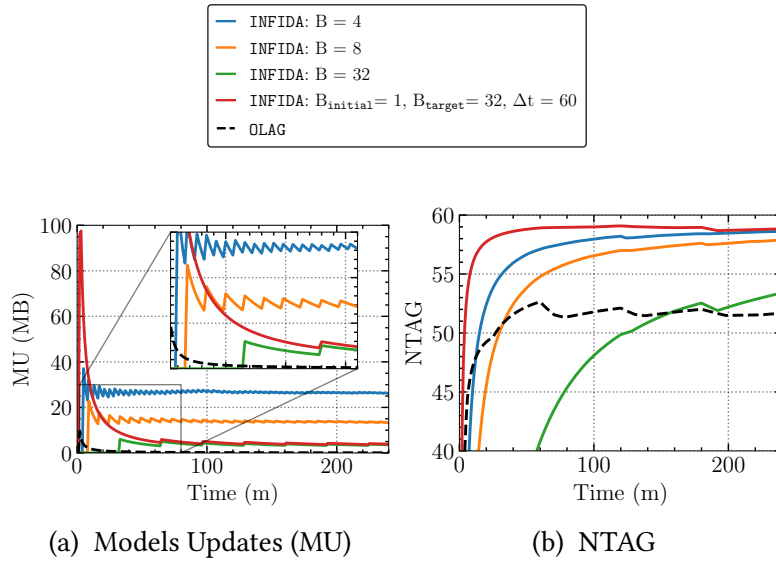 INFIDA: B = 4
INFIDA: B = 8
INFIDA: B = 32
INFIDA: B_initial = 1, B_target = 32, Δt = 60
OLAG
MU (MB)
100
80
60
40
20
0
0 100 200
Time (m)
(a) Models Updates (MU)
NTAG
60
55
50
45
40
0 100 200
Time (m)
(b) NTAG